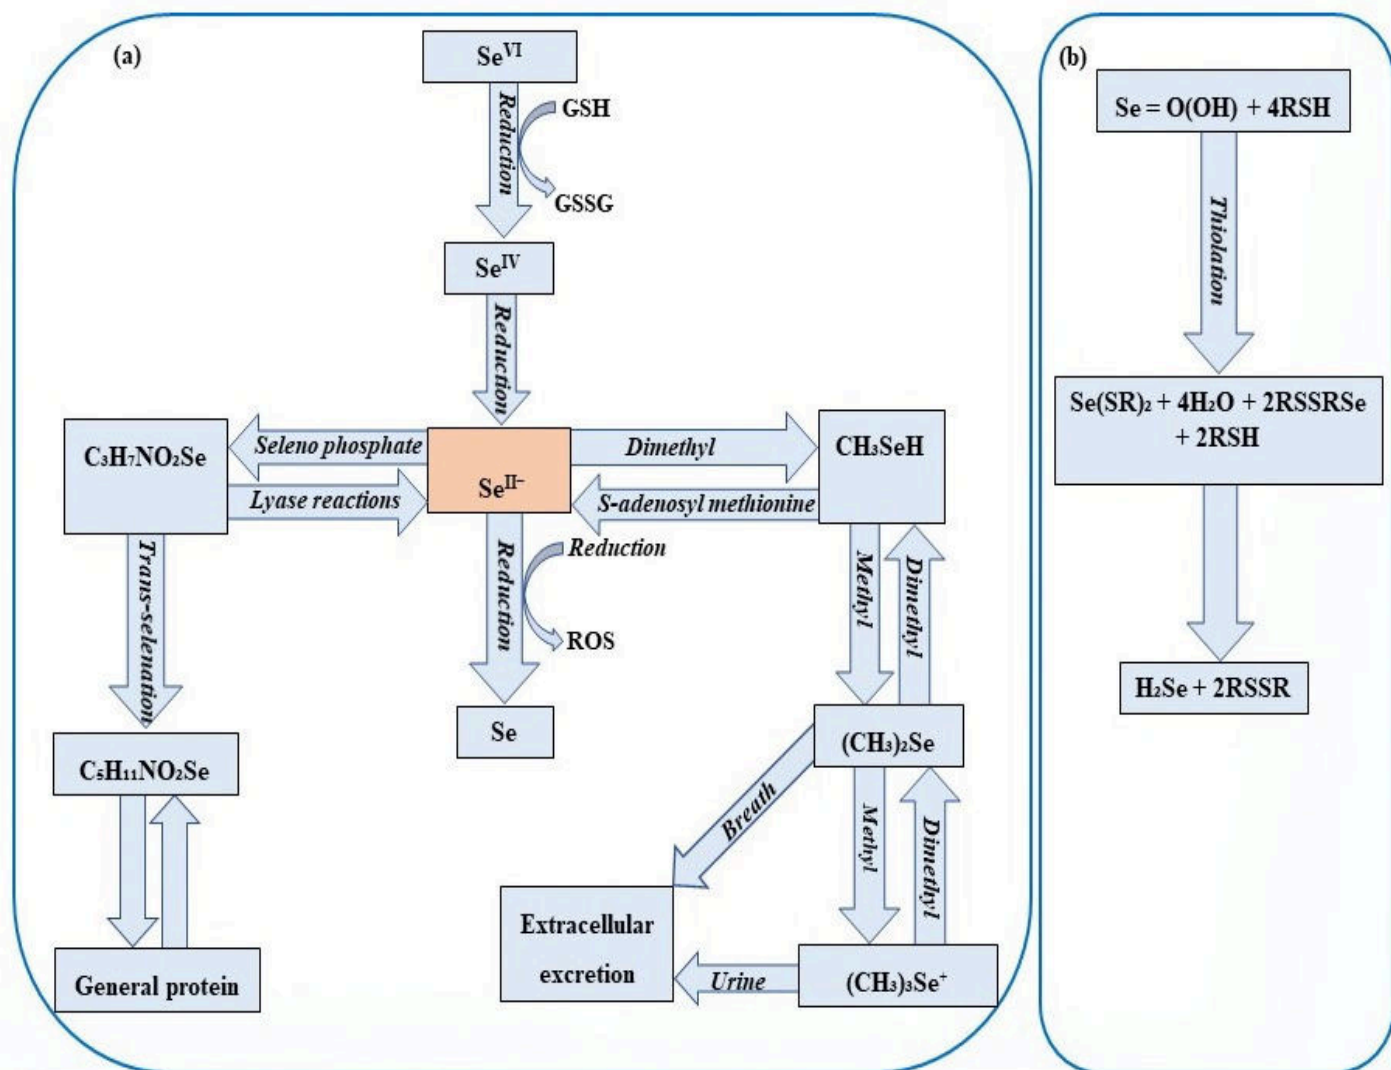 (a)
Se^VI
Reduction
GSH
GSSG
Se^IV
Reduction
C₃H₇NO₂Se
Seleno phosphate
Lyase reactions
Se^II–
Dimethyl
S-adenosyl methionine
CH₃SeH
Trans-selenation
Reduction
Reduction
ROS
Se
Methyl
Dimethyl
C₅H₁₁NO₂Se
(CH₃)₂Se
Breath
Methyl
Dimethyl
General protein
Extracellular
excretion
Urine
(CH₃)₃Se⁺
(b)
Se = O(OH) + 4RSH
Thiolation
Se(SR)₂ + 4H₂O + 2RSSRSe
+ 2RSH
H₂Se + 2RSSR